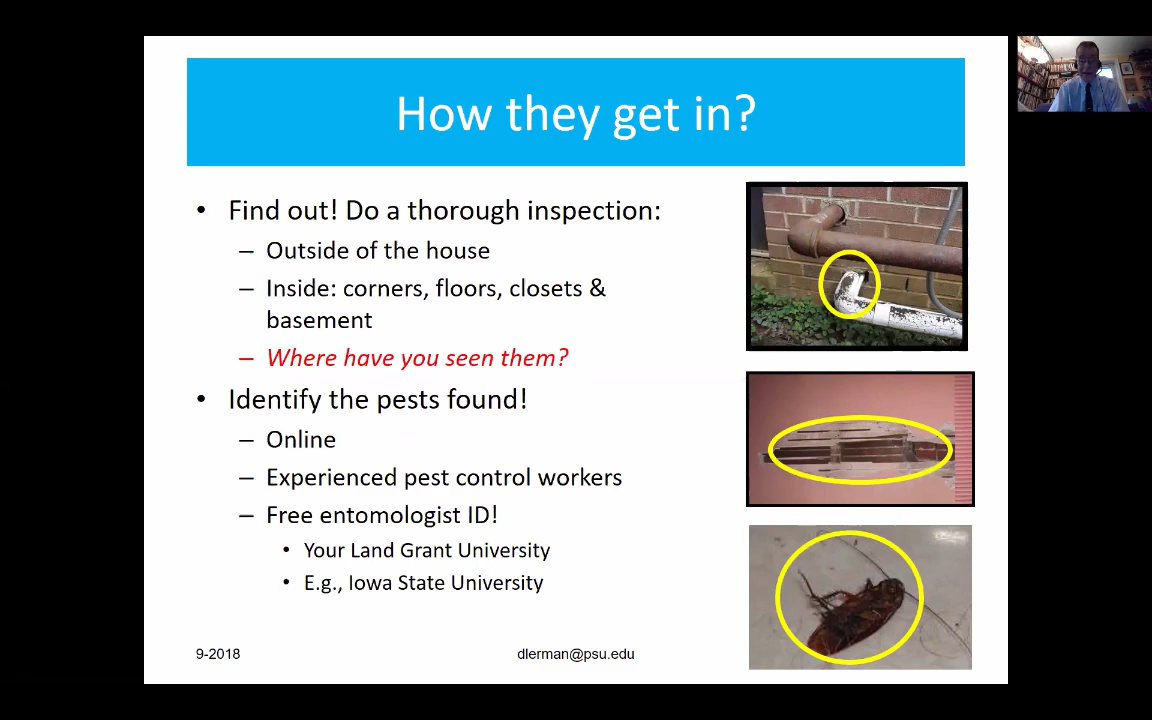 How they get in?
• Find out! Do a thorough inspection:
– Outside of the house
– Inside: corners, floors, closets &
basement
– Where have you seen them?
• Identify the pests found!
– Online
– Experienced pest control workers
– Free entomologist ID!
• Your Land Grant University
• E.g., Iowa State University
9-2018
dlerman@psu.edu